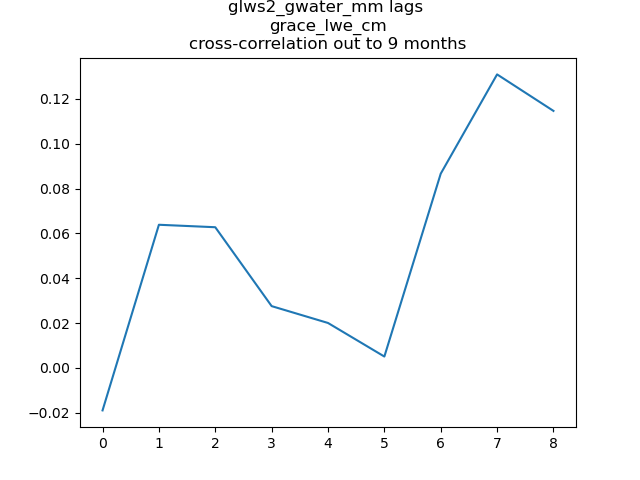 glws2_gwater_mm lags
grace_lwe_cm
cross-correlation out to 9 months
0.12
0.10
0.08
0.06
0.04
0.02
0.00
−0.02
0 1 2 3 4 5 6 7 8